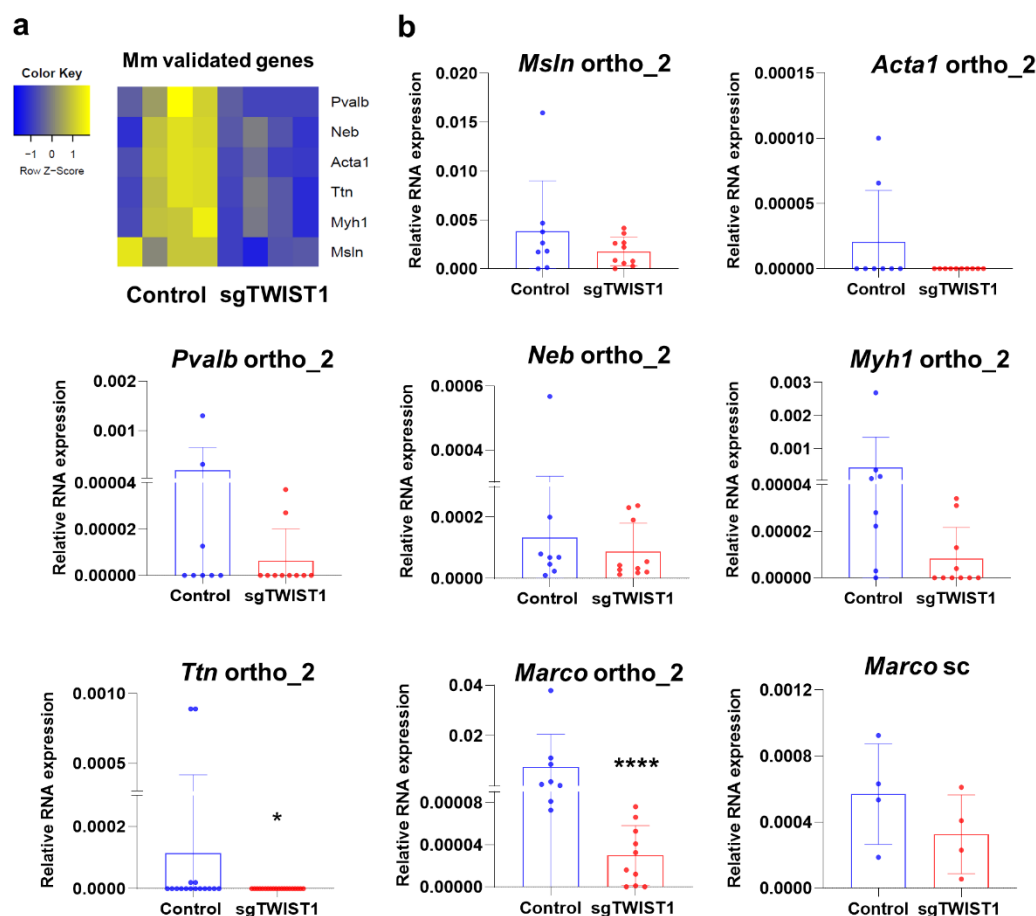 a
Mm validated genes
Color Key
−1 0 1
Row Z−Score
Pvalb
Neb
Acta1
Ttn
Myh1
Msln
Control sgTWIST1
b
Msln ortho_2
Relative RNA expression
0.020
0.015
0.010
0.005
0.000
Control sgTWIST1
Acta1 ortho_2
Relative RNA expression
0.00015
0.00010
0.00005
0.00000
Control sgTWIST1
Pvalb ortho_2
Relative RNA expression
0.002
0.001
0.00004
0.00002
0.00000
Control sgTWIST1
Neb ortho_2
Relative RNA expression
0.0006
0.0004
0.0002
0.0000
Control sgTWIST1
Myh1 ortho_2
Relative RNA expression
0.003
0.002
0.001
0.00004
0.00002
0.00000
Control sgTWIST1
Ttn ortho_2
Relative RNA expression
0.0010
0.0005
0.0002
0.0000
*
Control sgTWIST1
Marco ortho_2
Relative RNA expression
0.04
0.02
0.00008
0.00004
0.00000
****
Control sgTWIST1
Marco sc
Relative RNA expression
0.0012
0.0008
0.0004
0.0000
Control sgTWIST1